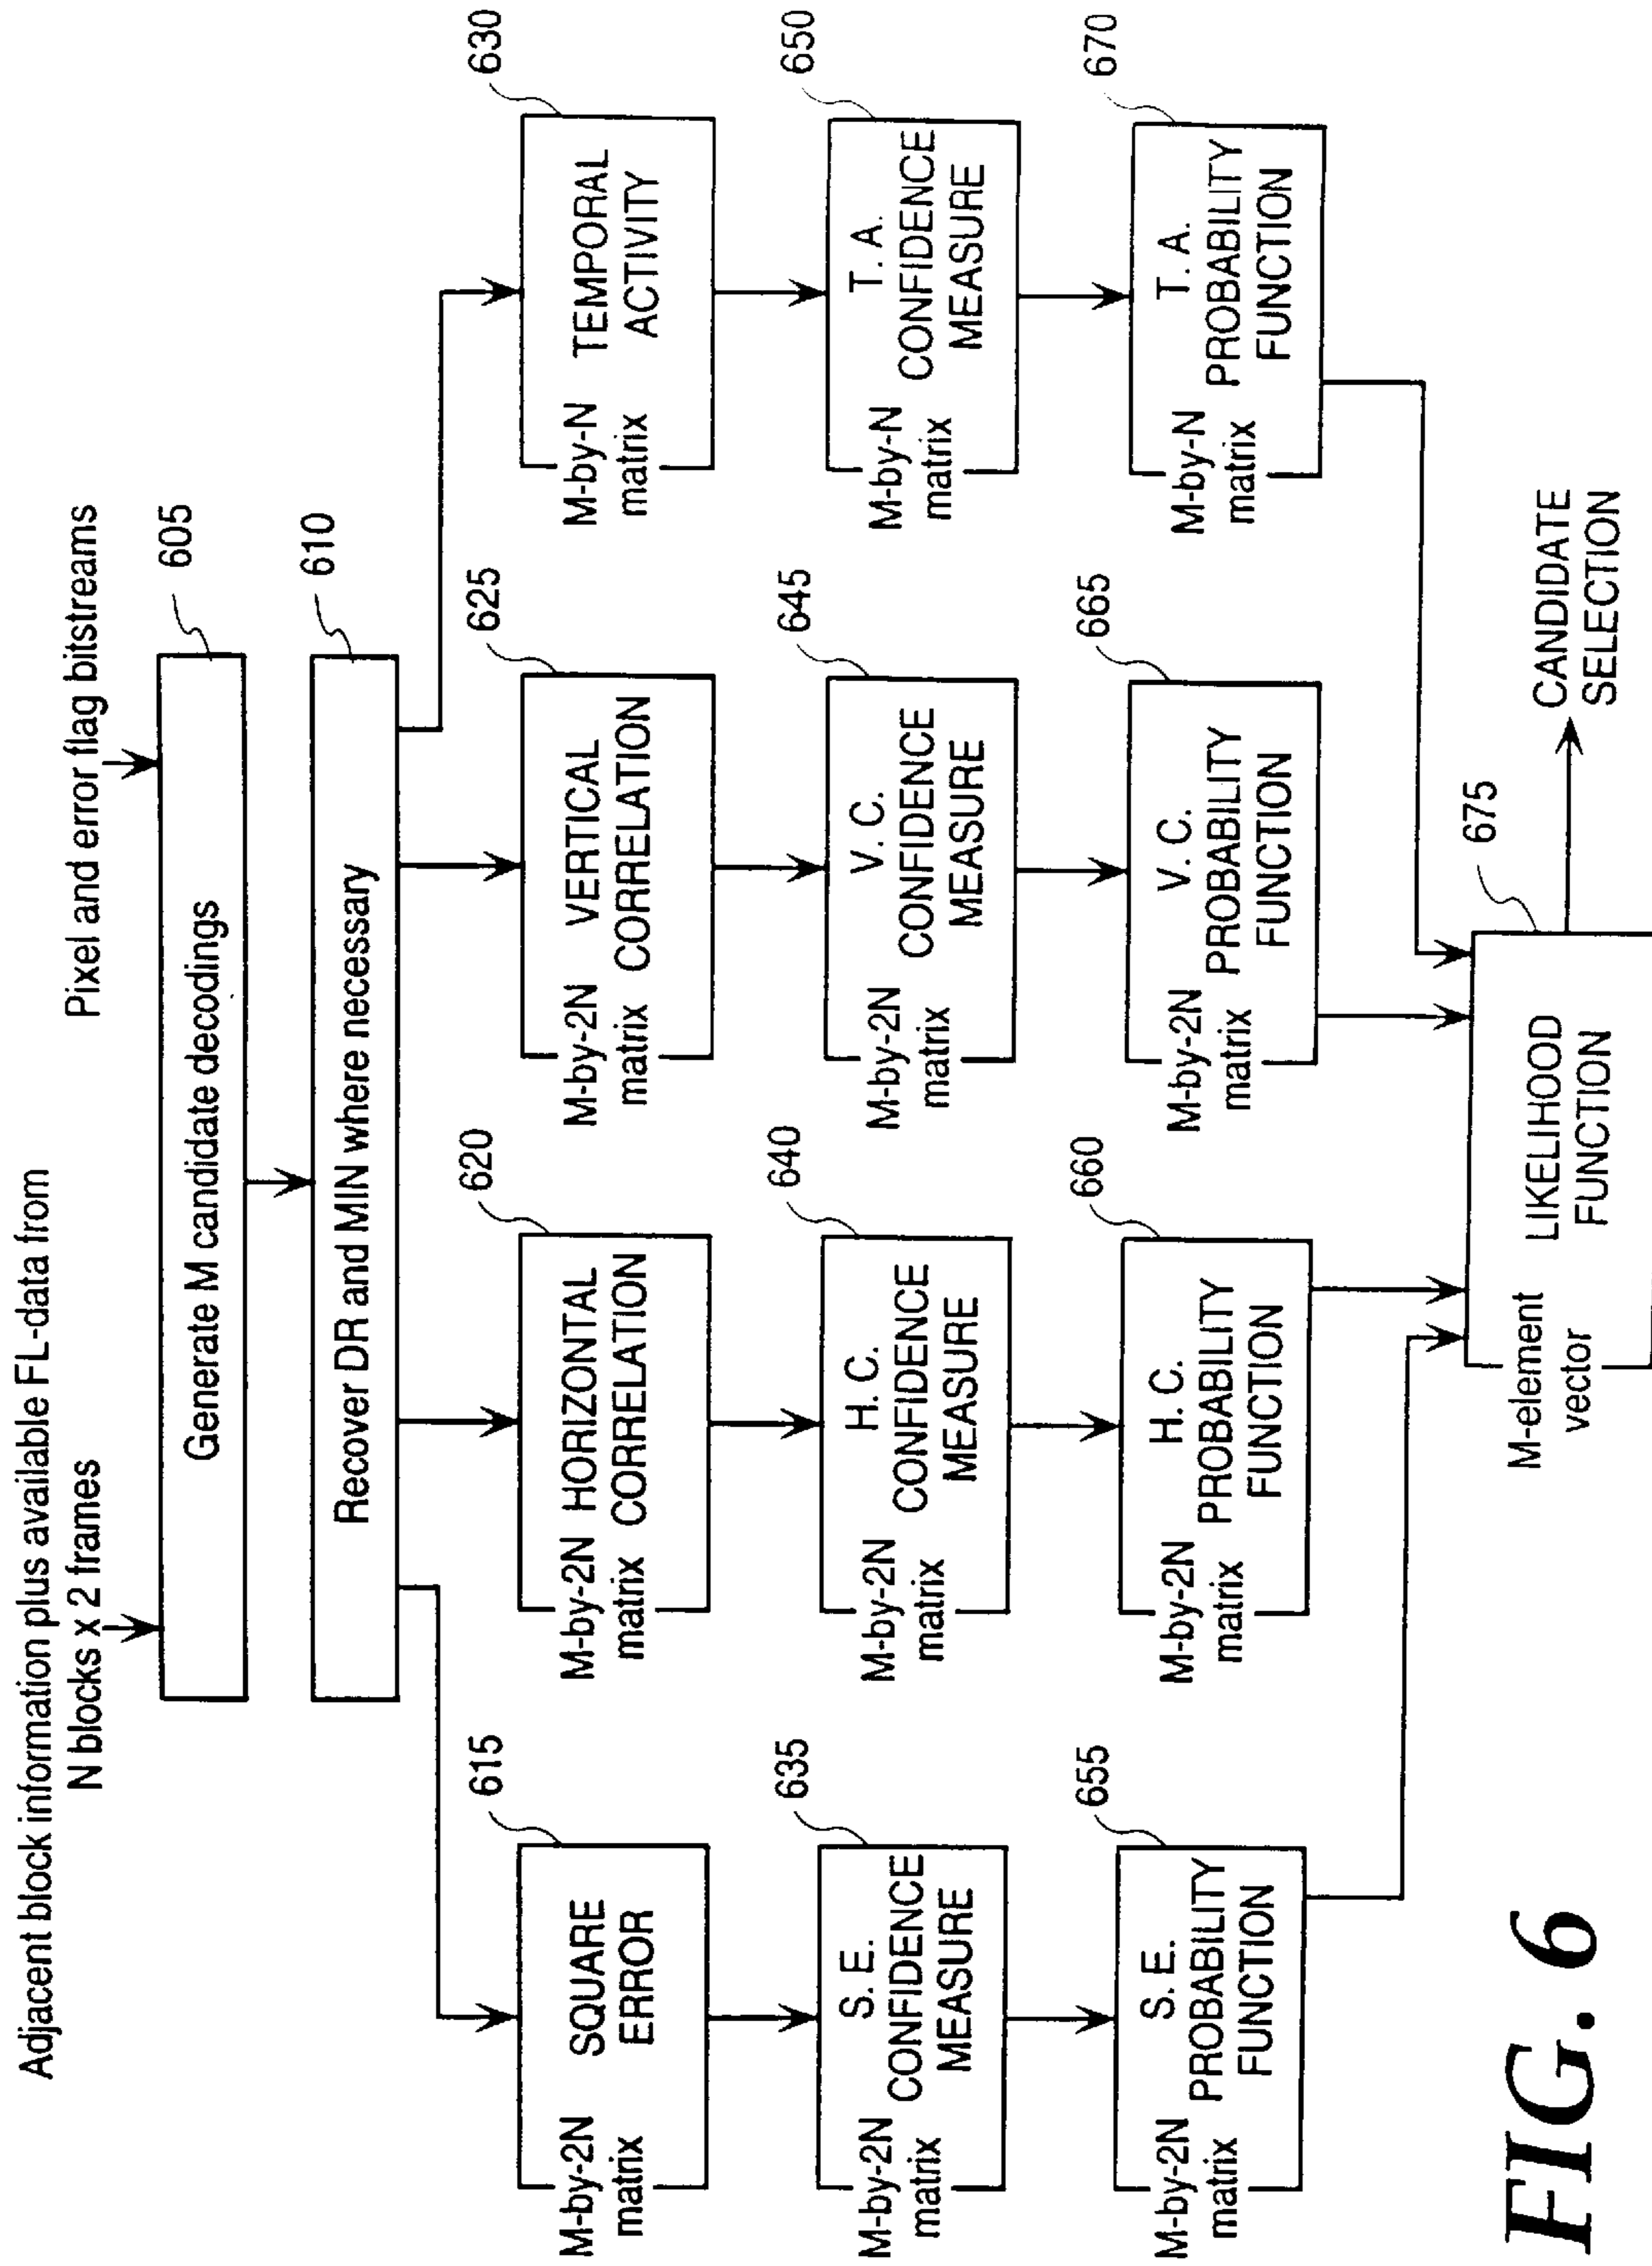 Adjacent block information plus available FL-data from
N blocks x 2 frames
Pixel and error flag bitstreams
605
Generate M candidate decodings
610
Recover DR and MIN where necessary
615
M-by-2N
matrix
SQUARE
ERROR
620
M-by-2N
matrix
HORIZONTAL
CORRELATION
625
M-by-2N
matrix
VERTICAL
CORRELATION
630
M-by-N
matrix
TEMPORAL
ACTIVITY
635
M-by-2N
matrix
S. E.
CONFIDENCE
MEASURE
640
M-by-2N
matrix
H. C.
CONFIDENCE
MEASURE
645
M-by-2N
matrix
V. C.
CONFIDENCE
MEASURE
650
M-by-N
matrix
T. A.
CONFIDENCE
MEASURE
655
M-by-2N
matrix
S. E.
PROBABILITY
FUNCTION
660
M-by-2N
matrix
H. C.
PROBABILITY
FUNCTION
665
M-by-2N
matrix
V. C.
PROBABILITY
FUNCTION
670
M-by-N
matrix
T. A.
PROBABILITY
FUNCTION
675
M-element
vector
LIKELIHOOD
FUNCTION
CANDIDATE
SELECTION
FIG. 6